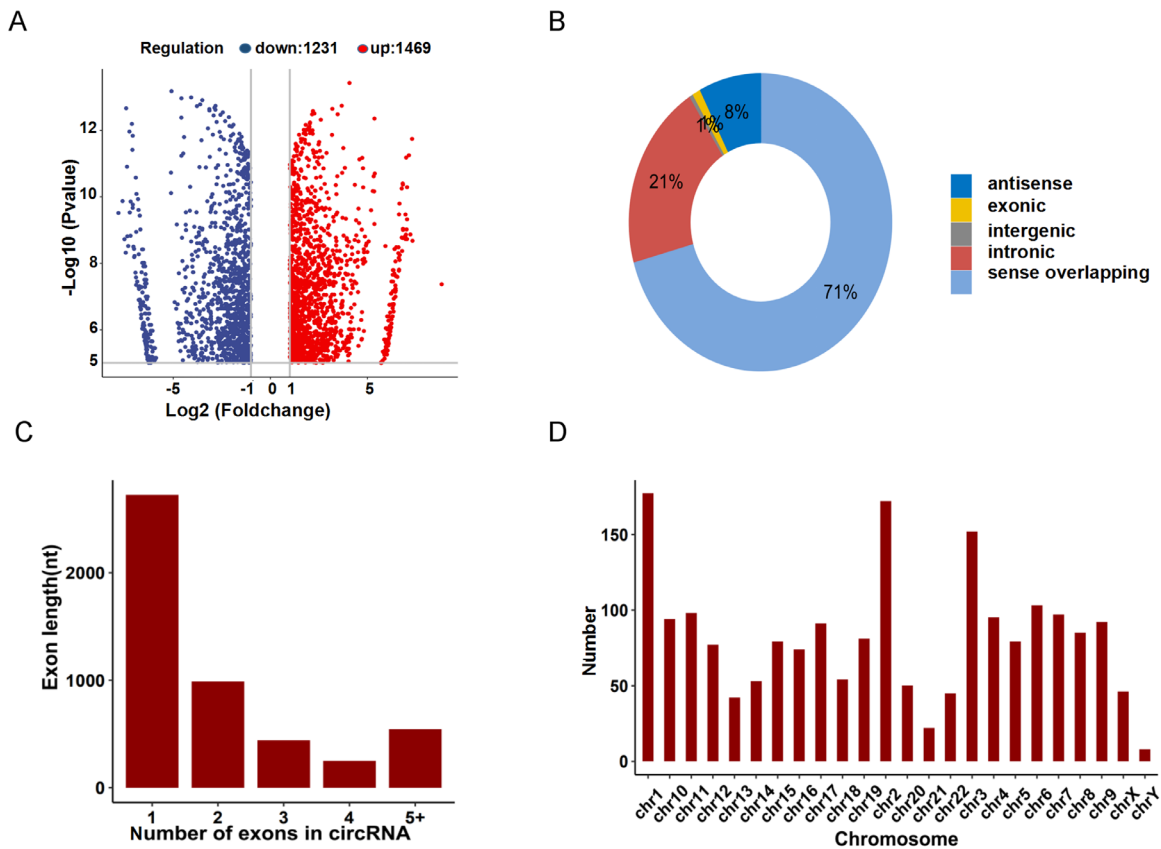 A
Regulation down:1231 up:1469
-Log10 (Pvalue)
12
10
8
6
5
-5 -1 0 1 5
Log2 (Foldchange)
B
8%
1%
1%
21%
71%
antisense
exonic
intergenic
intronic
sense overlapping
C
Exon length(nt)
2000
1000
0
1 2 3 4 5+
Number of exons in circRNA
D
Number
150
100
50
0
chr1 chr10 chr11 chr12 chr13 chr14 chr15 chr16 chr17 chr18 chr19 chr2 chr20 chr21 chr22 chr3 chr4 chr5 chr6 chr7 chr8 chr9 chrX chrY
Chromosome